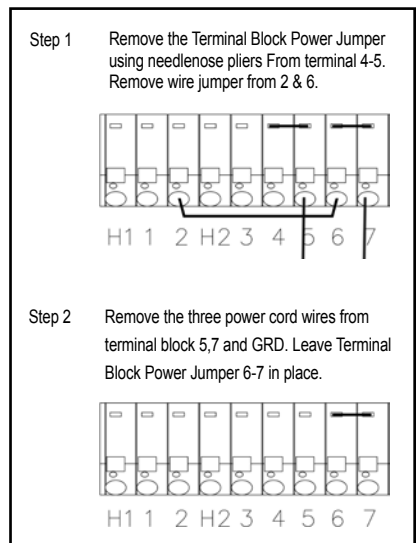 Step 1 Remove the Terminal Block Power Jumper
using needlenose pliers From terminal 4-5.
Remove wire jumper from 2 & 6.
H1 1 2 H2 3 4 5 6 7
Step 2 Remove the three power cord wires from
terminal block 5,7 and GRD. Leave Terminal
Block Power Jumper 6-7 in place.
H1 1 2 H2 3 4 5 6 7